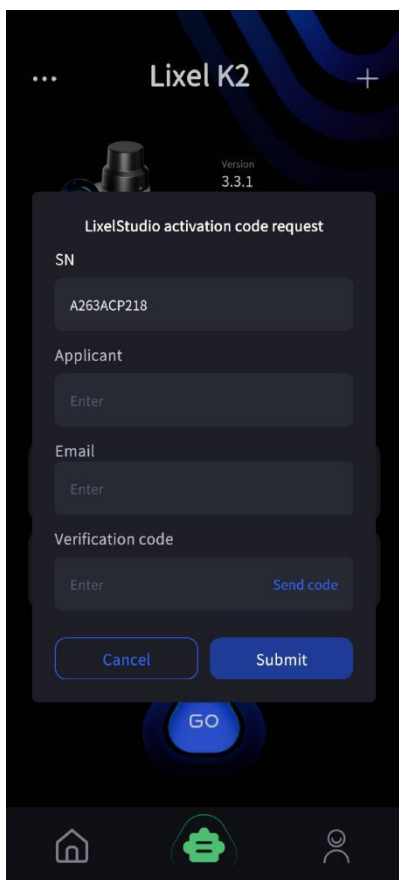 Lixel K2
Version
3.3.1
LixelStudio activation code request
SN
A263ACP218
Applicant
Enter
Email
Enter
Verification code
Enter Send code
Cancel Submit
GO